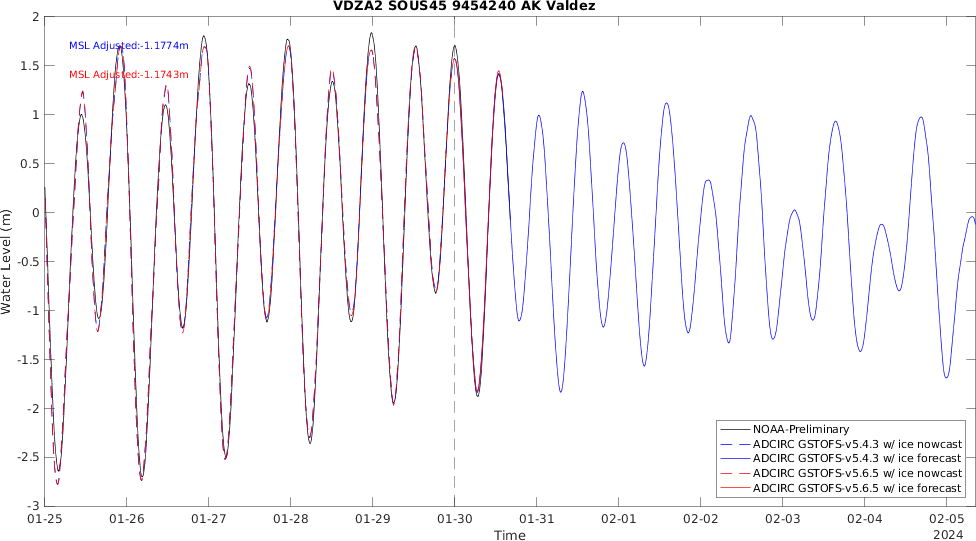 VDZA2 SOUS45 9454240 AK Valdez
MSL Adjusted:-1.1774m
MSL Adjusted:-1.1743m
Water Level (m)
2
1.5
1
0.5
0
-0.5
-1
-1.5
-2
-2.5
-3
NOAA-Preliminary
ADCIRC GSTOFS-v5.4.3 w/ ice nowcast
ADCIRC GSTOFS-v5.4.3 w/ ice forecast
ADCIRC GSTOFS-v5.6.5 w/ ice nowcast
ADCIRC GSTOFS-v5.6.5 w/ ice forecast
01-25 01-26 01-27 01-28 01-29 01-30 01-31 02-01 02-02 02-03 02-04 02-05
2024
Time